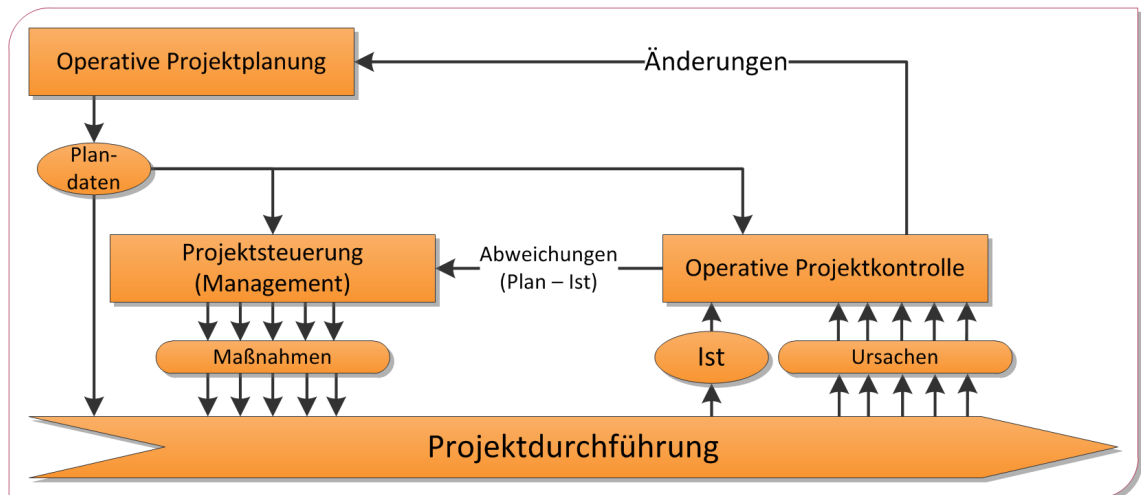 Operative Projektplanung
Änderungen
Plan-
daten
Projektsteuerung
(Management)
Abweichungen
(Plan – Ist)
Operative Projektkontrolle
Maßnahmen
Ist
Ursachen
Projektdurchführung